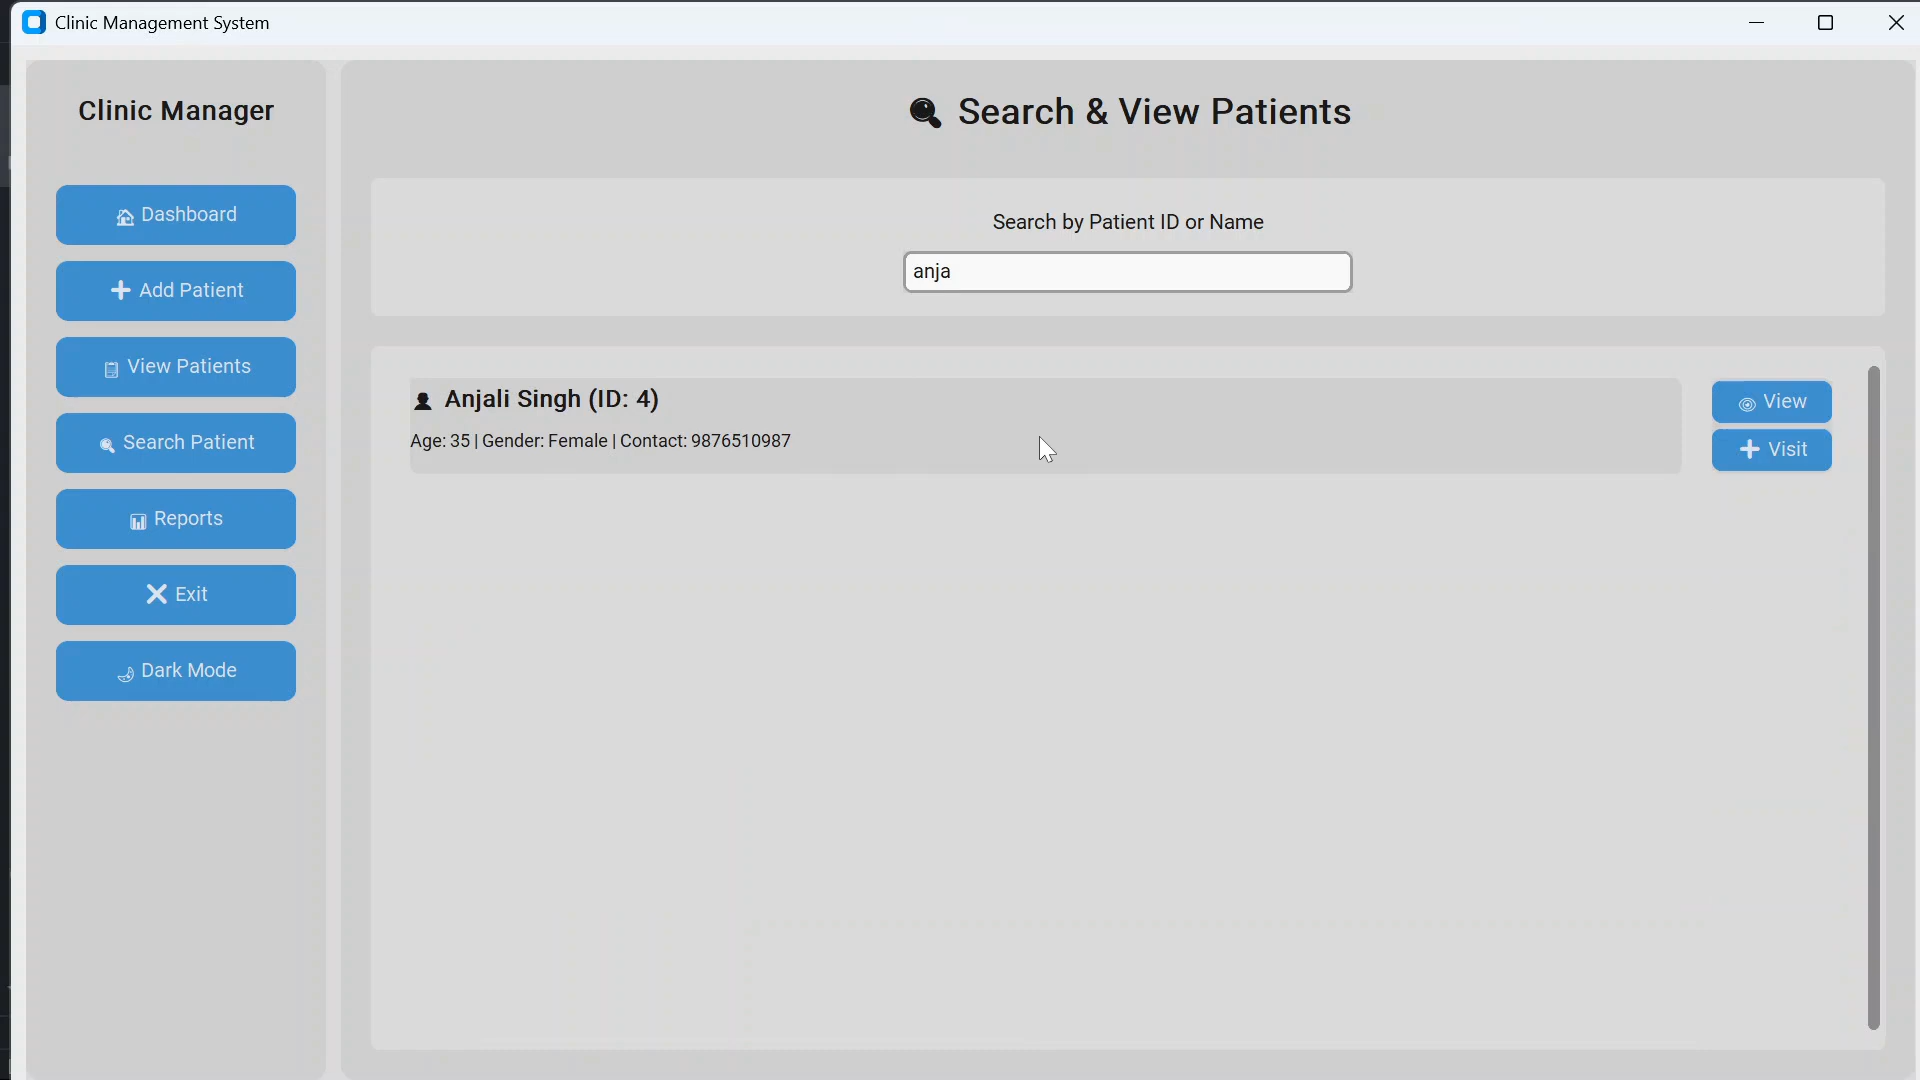 Clinic Management System
Clinic Manager
Dashboard
Add Patient
View Patients
Search Patient
Reports
Exit
Dark Mode
Search & View Patients
Search by Patient ID or Name
anja
Anjali Singh (ID: 4)
Age: 35 | Gender: Female | Contact: 9876510987
View
Visit